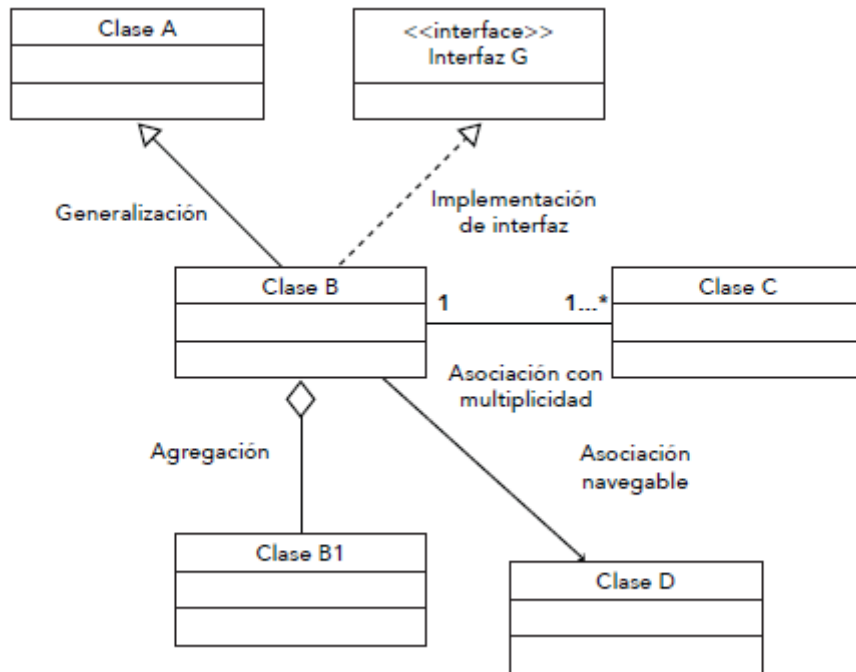 Clase A
<<interface>>
Interfaz G
Generalización
Implementación
de interfaz
Clase B
1
1...*
Clase C
Asociación con
multiplicidad
Agregación
Asociación
navegable
Clase B1
Clase D